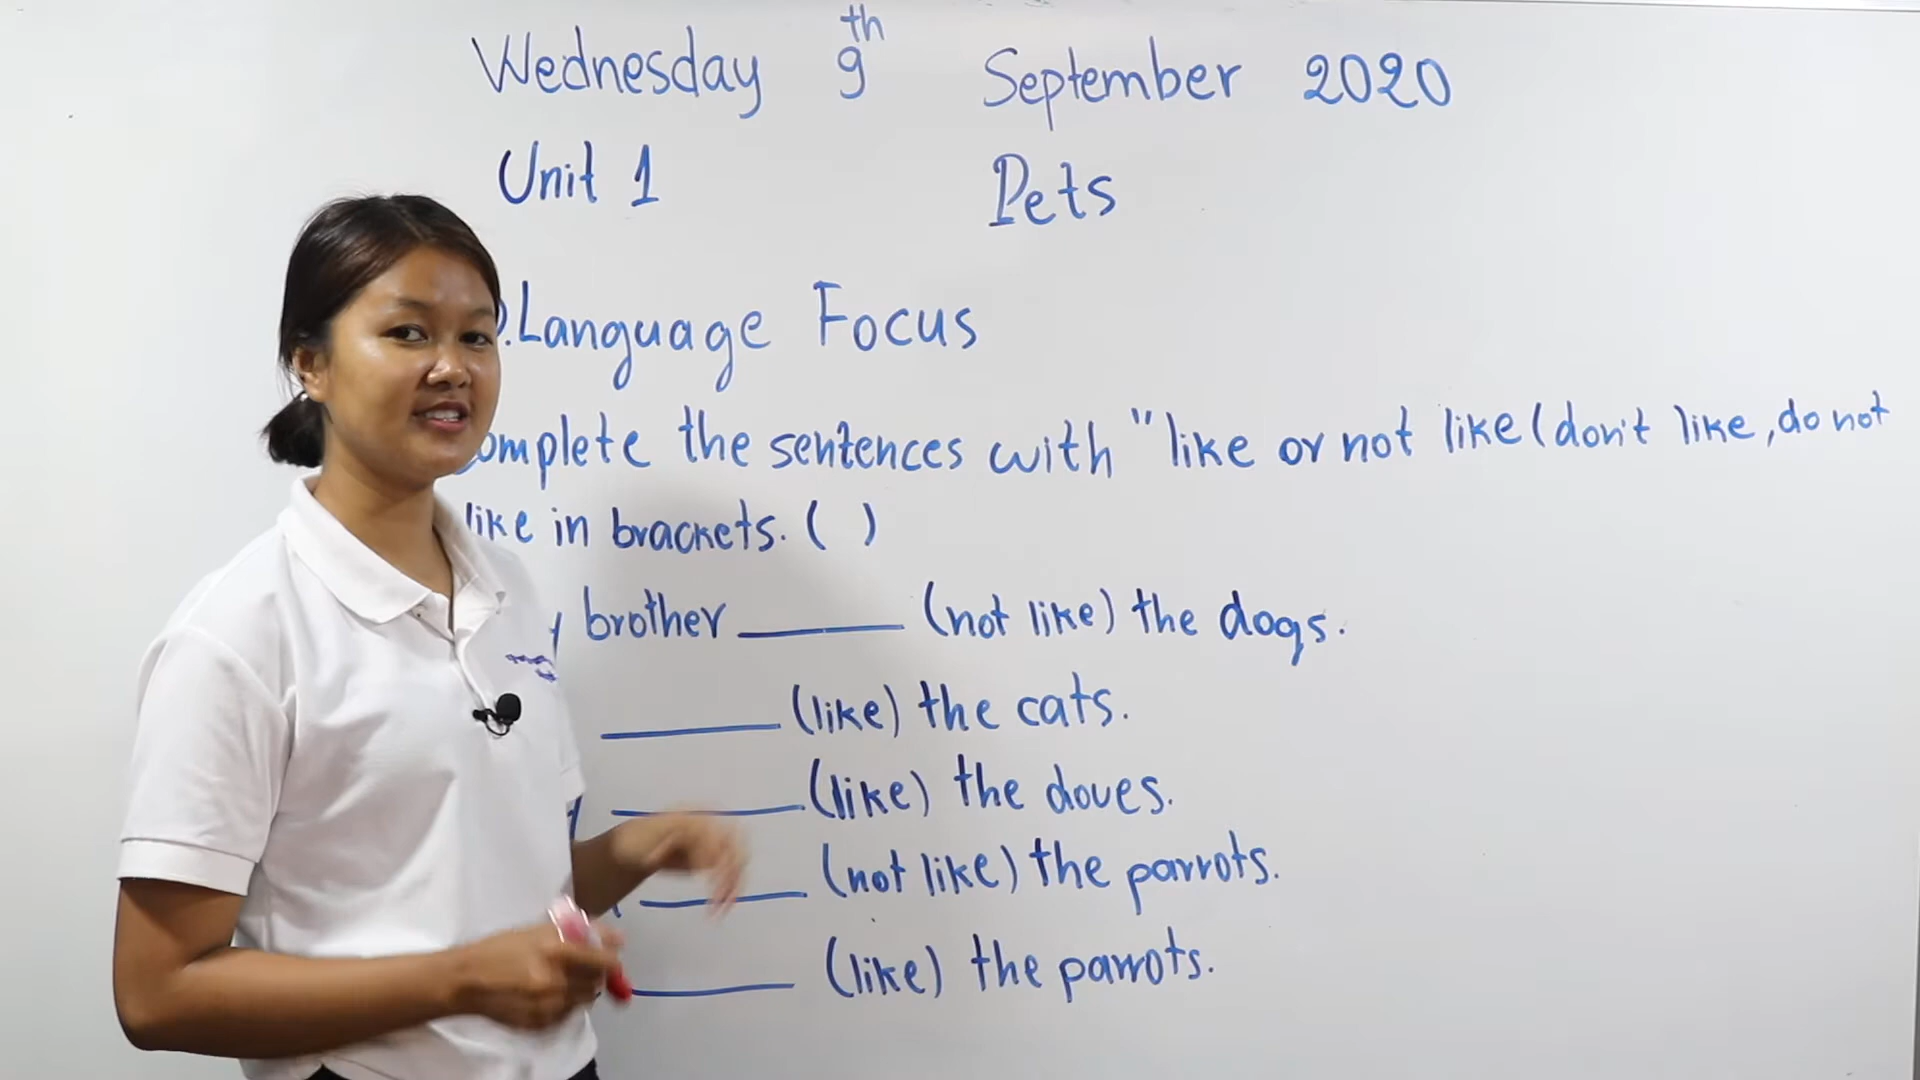 Wednesday 9th September 2020
Unit 1 Pets
Language Focus
omplete the sentences with "like or not like (don't like, do not
like in brackets. ( )
y brother ______ (not like) the dogs.
______ (like) the cats.
______ (like) the doves.
______ (not like) the parrots.
______ (like) the parrots.